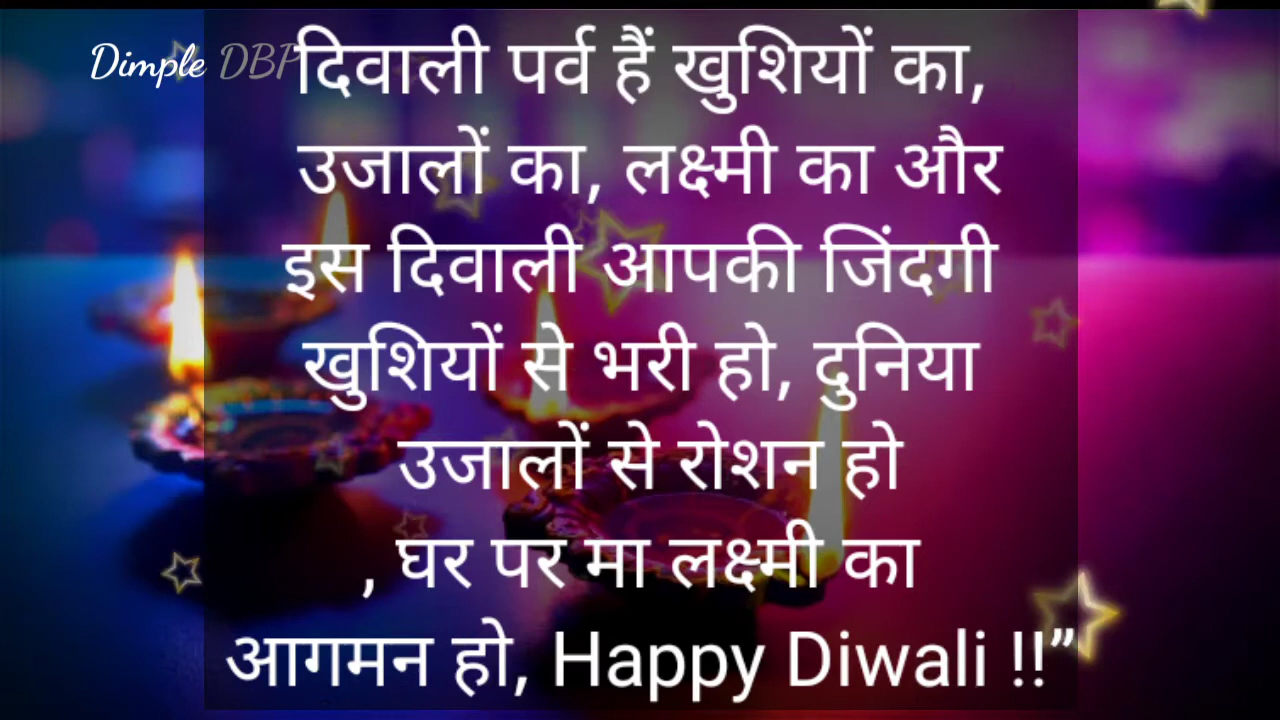 Dimple DBP
दिवाली पर्व हैं खुशियों का,
उजालों का, लक्ष्मी का और
इस दिवाली आपकी जिंदगी
खुशियों से भरी हो, दुनिया
उजालों से रोशन हो
, घर पर मा लक्ष्मी का
आगमन हो, Happy Diwali !!”